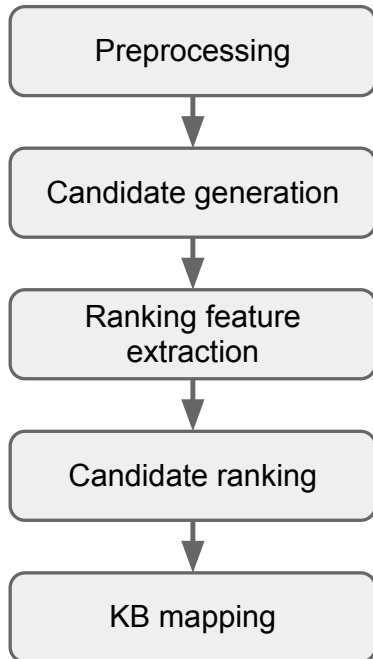 Preprocessing
Candidate generation
Ranking feature
extraction
Candidate ranking
KB mapping